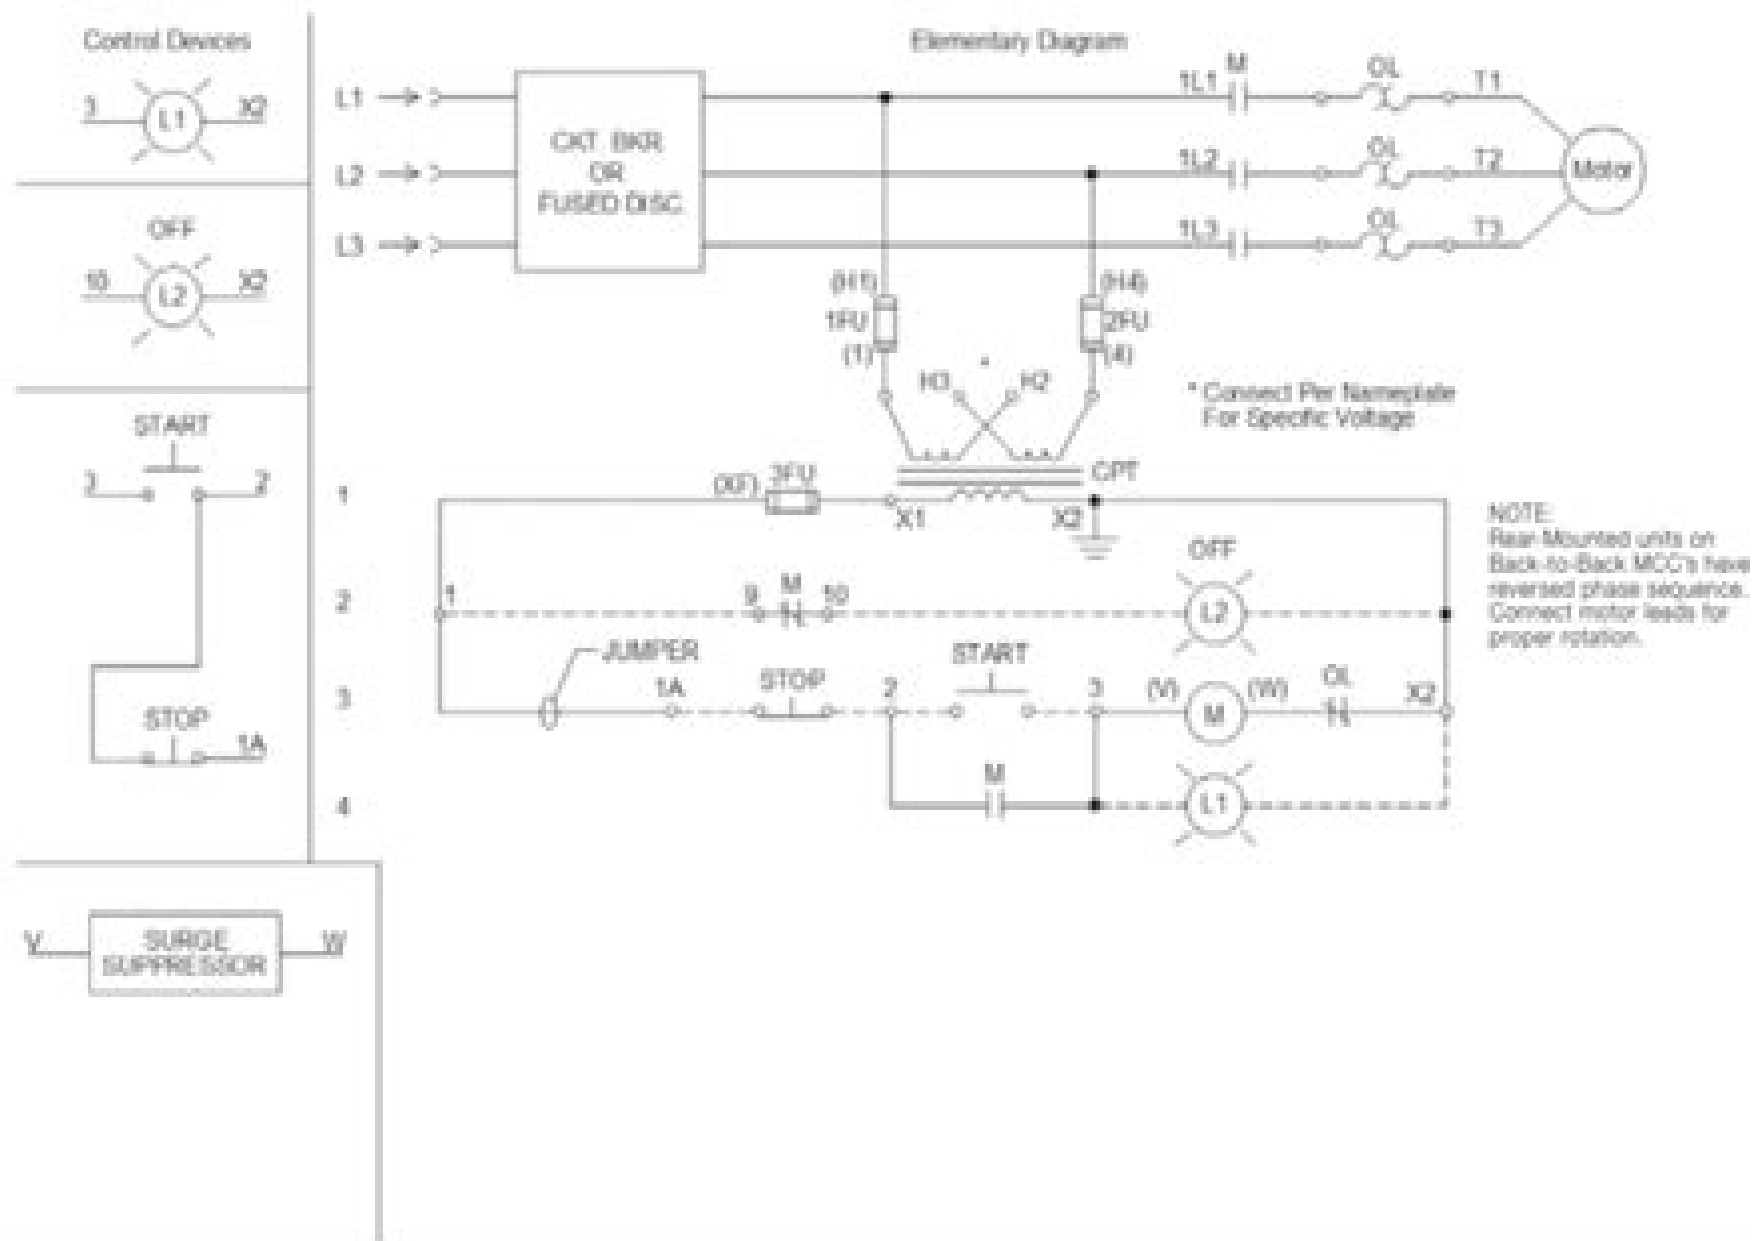 Control Devices
3 L1 X2
OFF
10 L2 X2
START
3 2
STOP
1A
V SURGE SUPPRESSOR W
Elementary Diagram
L1
L2
L3
CKT. BKR.
OR
FUSED DISC.
1L1 M OL T1
1L2 OL T2
1L3 OL T3
Motor
(H1) (H4)
1FU 2FU
(1) (4)
H3 * H2
* Connect Per Nameplate
For Specific Voltage
CPT
1 (XF) 3FU X1 X2
OFF
2 1 9 M 10 L2
JUMPER
3 1A STOP 2 START 3 (V) M (W) OL X2
4 M L1
NOTE:
Rear-Mounted units on
Back-to-Back MCC's have
reversed phase sequence.
Connect motor leads for
proper rotation.